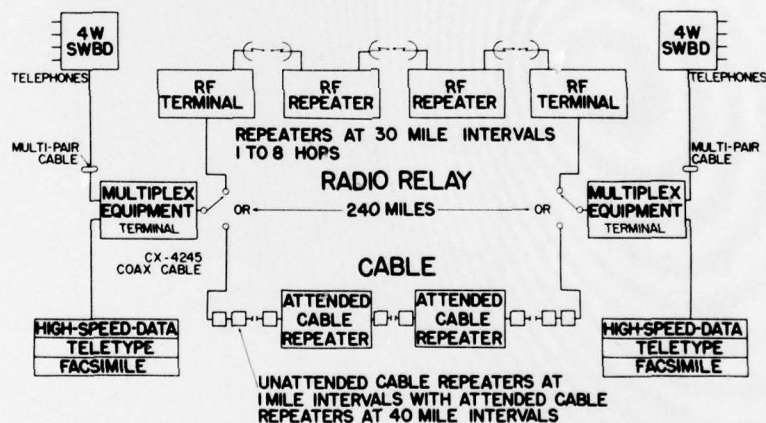 4W
SWBD
TELEPHONES
4W
SWBD
TELEPHONES
RF
TERMINAL
RF
REPEATER
RF
REPEATER
RF
TERMINAL
REPEATERS AT 30 MILE INTERVALS
1 TO 8 HOPS
MULTI-PAIR
CABLE
MULTI-PAIR
CABLE
RADIO RELAY
MULTIPLEX
EQUIPMENT
TERMINAL
OR
240 MILES
OR
MULTIPLEX
EQUIPMENT
TERMINAL
CX-4245
COAX CABLE
CABLE
ATTENDED
CABLE
REPEATER
ATTENDED
CABLE
REPEATER
HIGH-SPEED-DATA
TELETYPE
FACSIMILE
HIGH-SPEED-DATA
TELETYPE
FACSIMILE
UNATTENDED CABLE REPEATERS AT
1 MILE INTERVALS WITH ATTENDED CABLE
REPEATERS AT 40 MILE INTERVALS